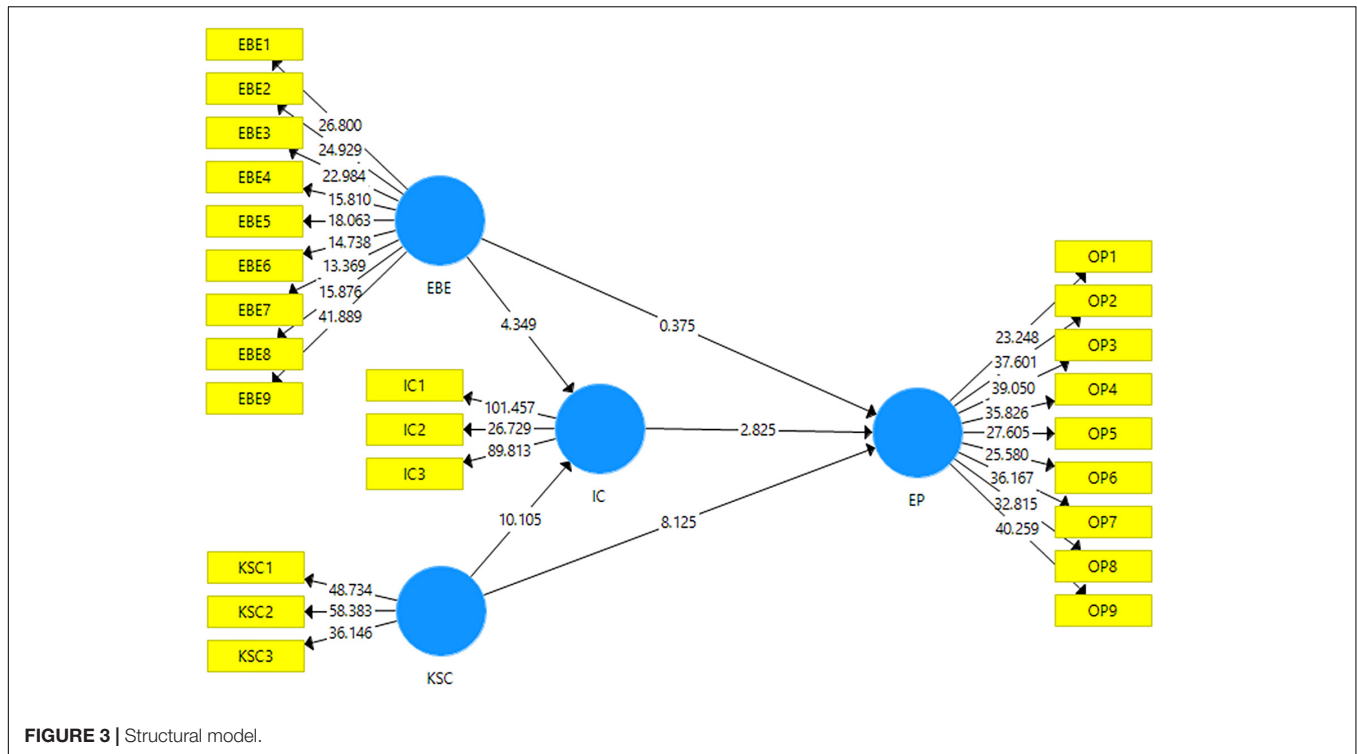 EBE1
EBE2
EBE3
EBE4
EBE5
EBE6
EBE7
EBE8
EBE9
26.800
24.929
22.984
15.810
18.063
14.738
13.369
15.876
41.889
EBE
4.349
0.375
IC1
IC2
IC3
101.457
26.729
89.813
IC
2.825
10.105
8.125
KSC1
KSC2
KSC3
48.734
58.383
36.146
KSC
EP
23.248
37.601
39.050
35.826
27.605
25.580
36.167
32.815
40.259
OP1
OP2
OP3
OP4
OP5
OP6
OP7
OP8
OP9
FIGURE 3 | Structural model.